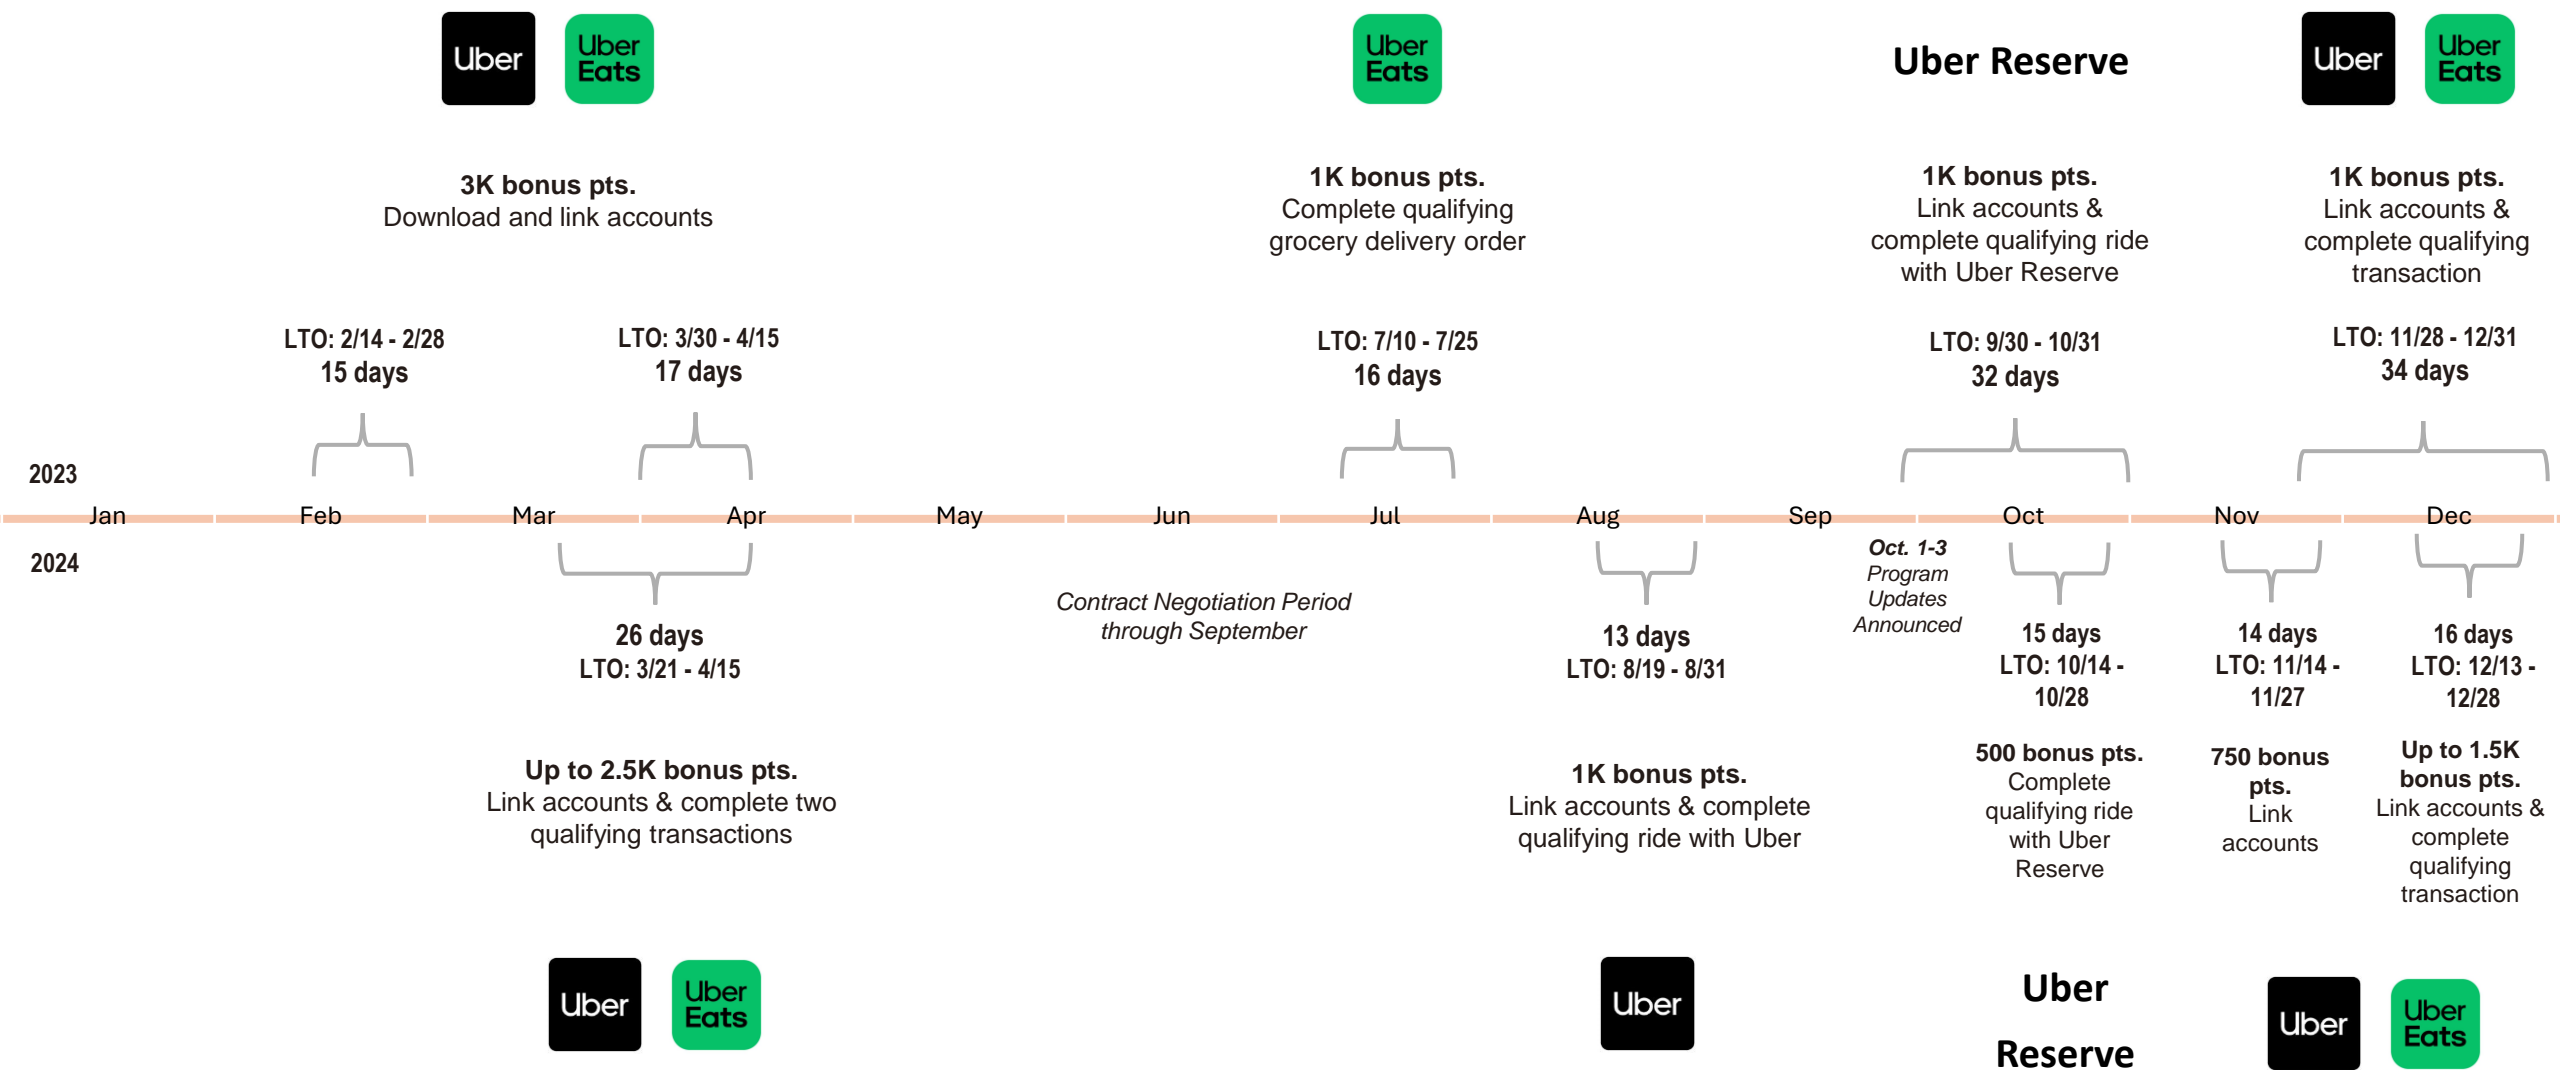 Uber
Uber
Eats
Uber
Eats
Uber Reserve
Uber
Uber
Eats
3K bonus pts.
Download and link accounts
1K bonus pts.
Complete qualifying
grocery delivery order
1K bonus pts.
Link accounts &
complete qualifying ride
with Uber Reserve
1K bonus pts.
Link accounts &
complete qualifying
transaction
LTO: 2/14 - 2/28
15 days
LTO: 3/30 - 4/15
17 days
LTO: 7/10 - 7/25
16 days
LTO: 9/30 - 10/31
32 days
LTO: 11/28 - 12/31
34 days
2023
Jan
Feb
Mar
Apr
May
Jun
Jul
Aug
Sep
Oct
Nov
Dec
2024
26 days
LTO: 3/21 - 4/15
Contract Negotiation Period
through September
13 days
LTO: 8/19 - 8/31
Oct. 1-3
Program
Updates
Announced
15 days
LTO: 10/14 -
10/28
14 days
LTO: 11/14 -
11/27
16 days
LTO: 12/13 -
12/28
Up to 2.5K bonus pts.
Link accounts & complete two
qualifying transactions
1K bonus pts.
Link accounts & complete
qualifying ride with Uber
500 bonus pts.
Complete
qualifying ride
with Uber
Reserve
750 bonus
pts.
Link
accounts
Up to 1.5K
bonus pts.
Link accounts &
complete
qualifying
transaction
Uber
Uber
Eats
Uber
Uber
Reserve
Uber
Uber
Eats